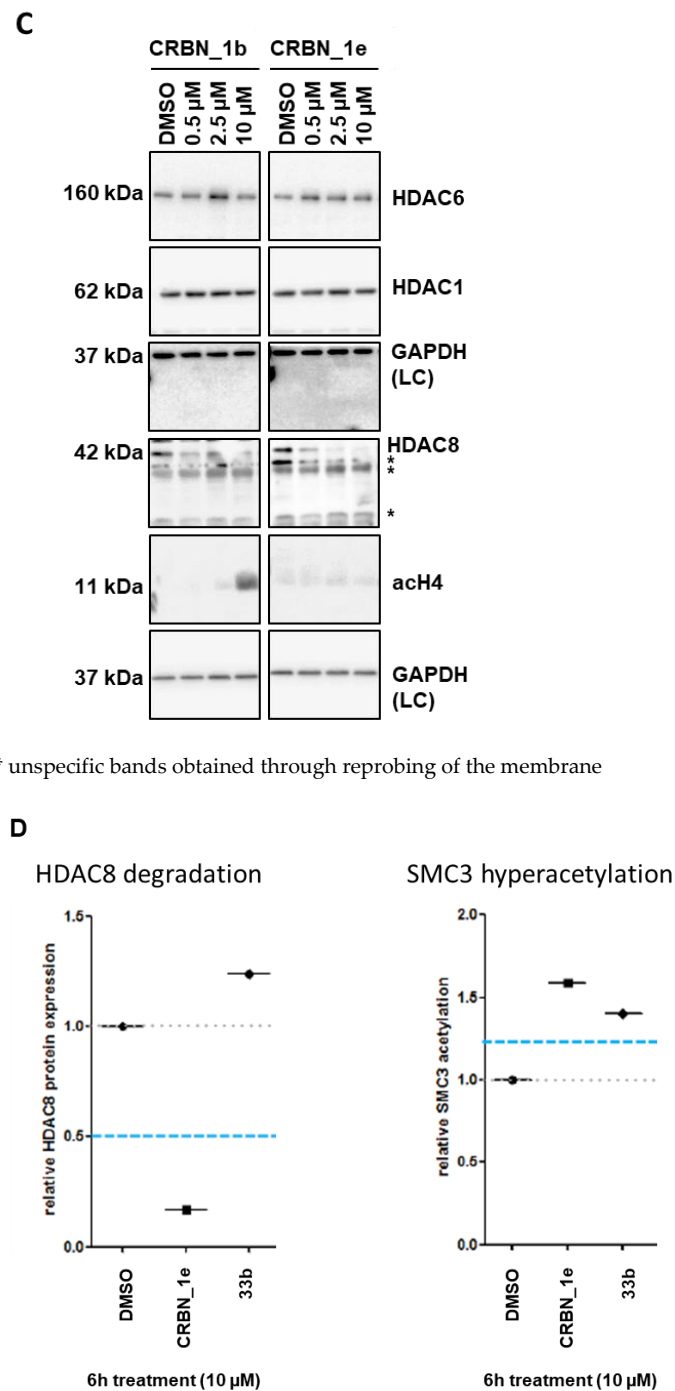 C
CRBN_1b CRBN_1e
DMSO 0.5 µM 2.5 µM 10 µM DMSO 0.5 µM 2.5 µM 10 µM
160 kDa HDAC6
62 kDa HDAC1
37 kDa GAPDH
(LC)
42 kDa HDAC8
*
*
*
11 kDa acH4
37 kDa GAPDH
(LC)
* unspecific bands obtained through reprobing of the membrane
D
HDAC8 degradation
relative HDAC8 protein expression
1.5
1.0
0.5
0.0
DMSO CRBN_1e 33b
6h treatment (10 µM)
SMC3 hyperacetylation
relative SMC3 acetylation
2.0
1.5
1.0
0.5
0.0
DMSO CRBN_1e 33b
6h treatment (10 µM)